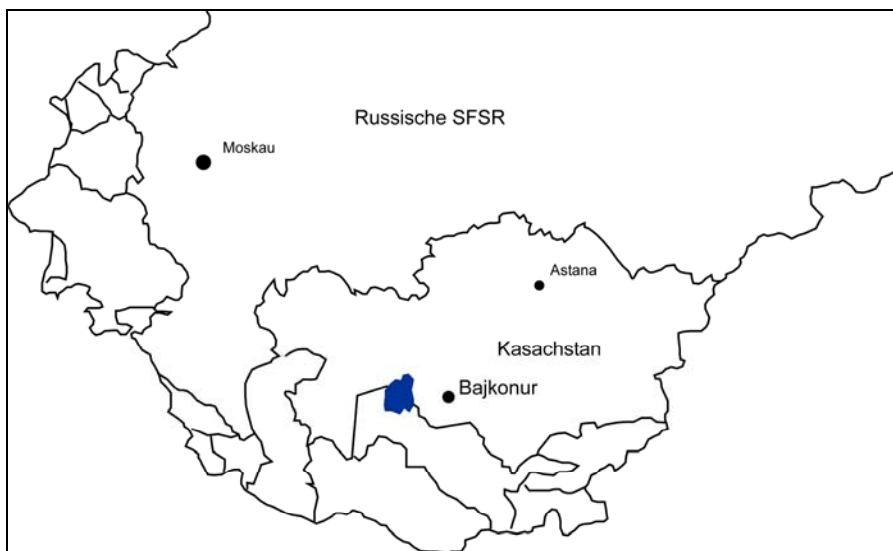 Russische SFSR
Moskau
Astana
Kasachstan
Bajkonur